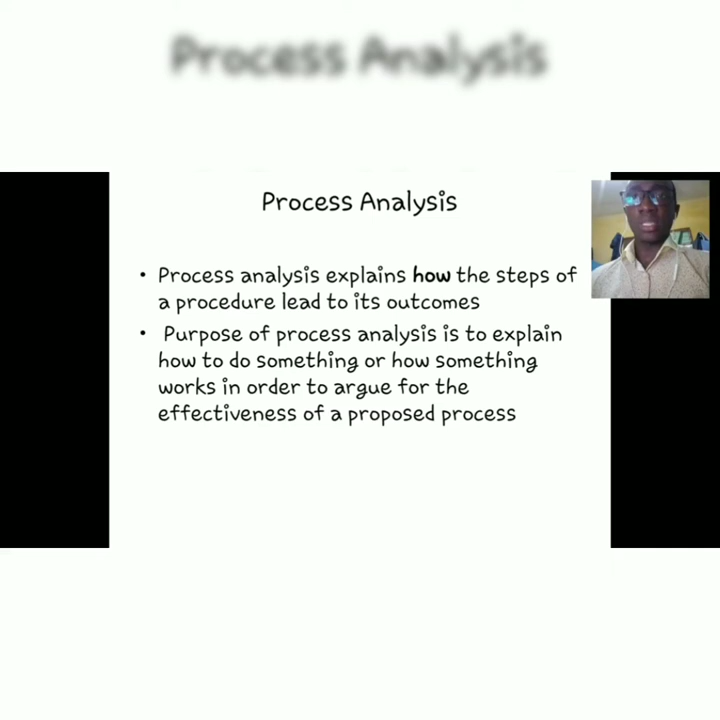 Process Analysis
Process Analysis
• Process analysis explains how the steps of
a procedure lead to its outcomes
• Purpose of process analysis is to explain
how to do something or how something
works in order to argue for the
effectiveness of a proposed process